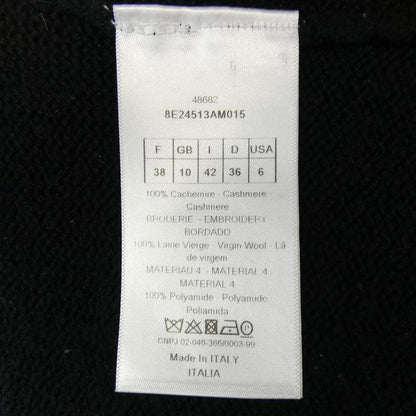 48682
8E24513AM015
F GB I D USA
38 10 42 36 6
100% Cachemire - Cashmere
Cashmere
BRODERIE - EMBROIDERY -
BORDADO
100% Laine Vierge - Virgin Wool - Lã
de virgem
MATERIAU 4 - MATERIAL 4 -
MATERIAL 4
100% Polyamide - Polyamide -
Poliamida
CNPJ 02-046-366/0003-99
Made In ITALY
ITALIA